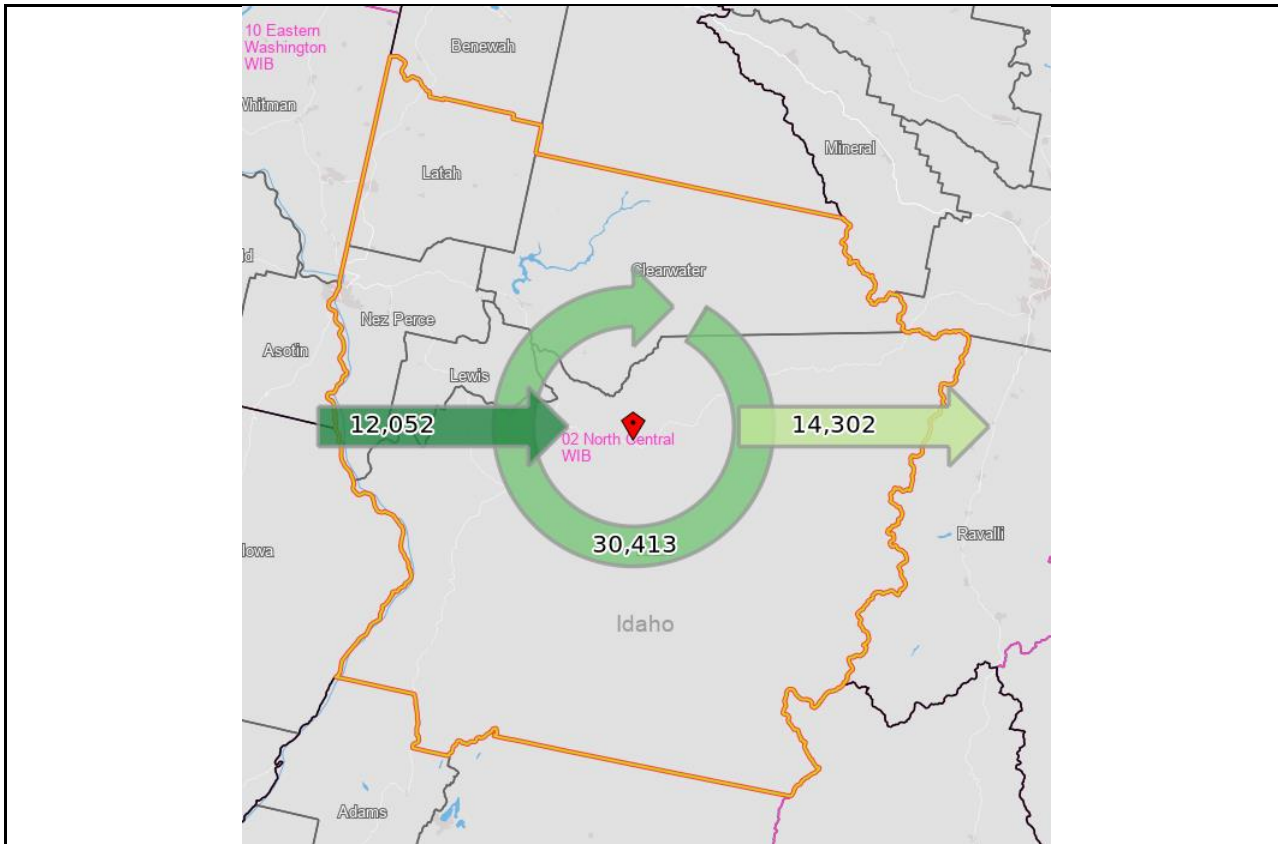 10 Eastern
Washington
WIB
Benewah
Whitman
Mineral
Latah
Clearwater
Nez Perce
Asotin
Lewis
12,052
14,302
02 North Central
WIB
30,413
Ravalli
Idaho
Adams